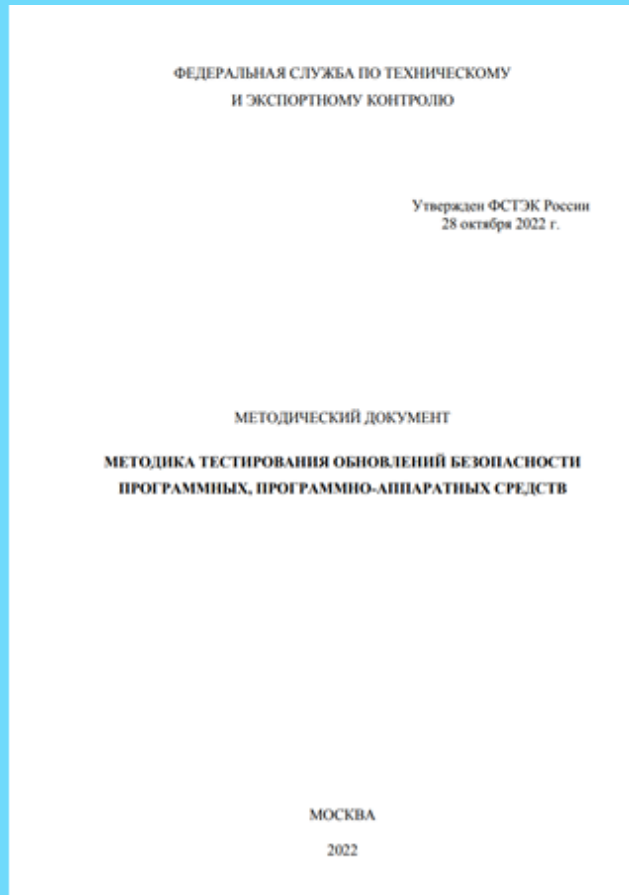 ФЕДЕРАЛЬНАЯ СЛУЖБА ПО ТЕХНИЧЕСКОМУ
И ЭКСПОРТНОМУ КОНТРОЛЮ
Утвержден ФСТЭК России
28 октября 2022 г.
МЕТОДИЧЕСКИЙ ДОКУМЕНТ
МЕТОДИКА ТЕСТИРОВАНИЯ ОБНОВЛЕНИЙ БЕЗОПАСНОСТИ
ПРОГРАММНЫХ, ПРОГРАММНО-АППАРАТНЫХ СРЕДСТВ
МОСКВА
2022